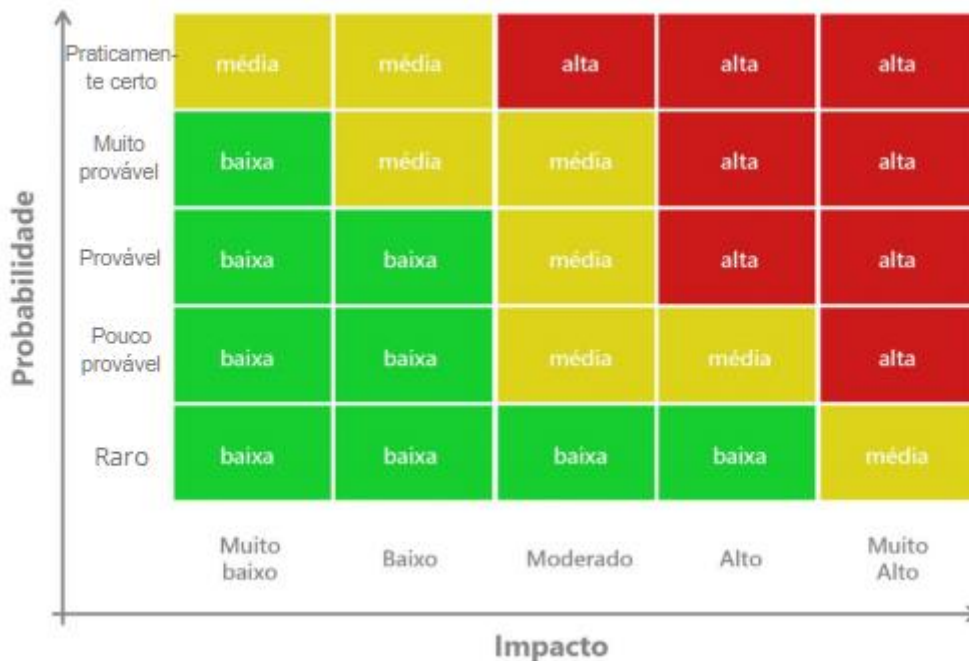 Probabilidade
Praticamen-
te certo
média média alta alta alta
Muito
provável
baixa média média alta alta
Provável
baixa baixa média alta alta
Pouco
provável
baixa baixa média média alta
Raro
baixa baixa baixa baixa média
Muito
baixo
Baixo
Moderado
Alto
Muito
Alto
Impacto